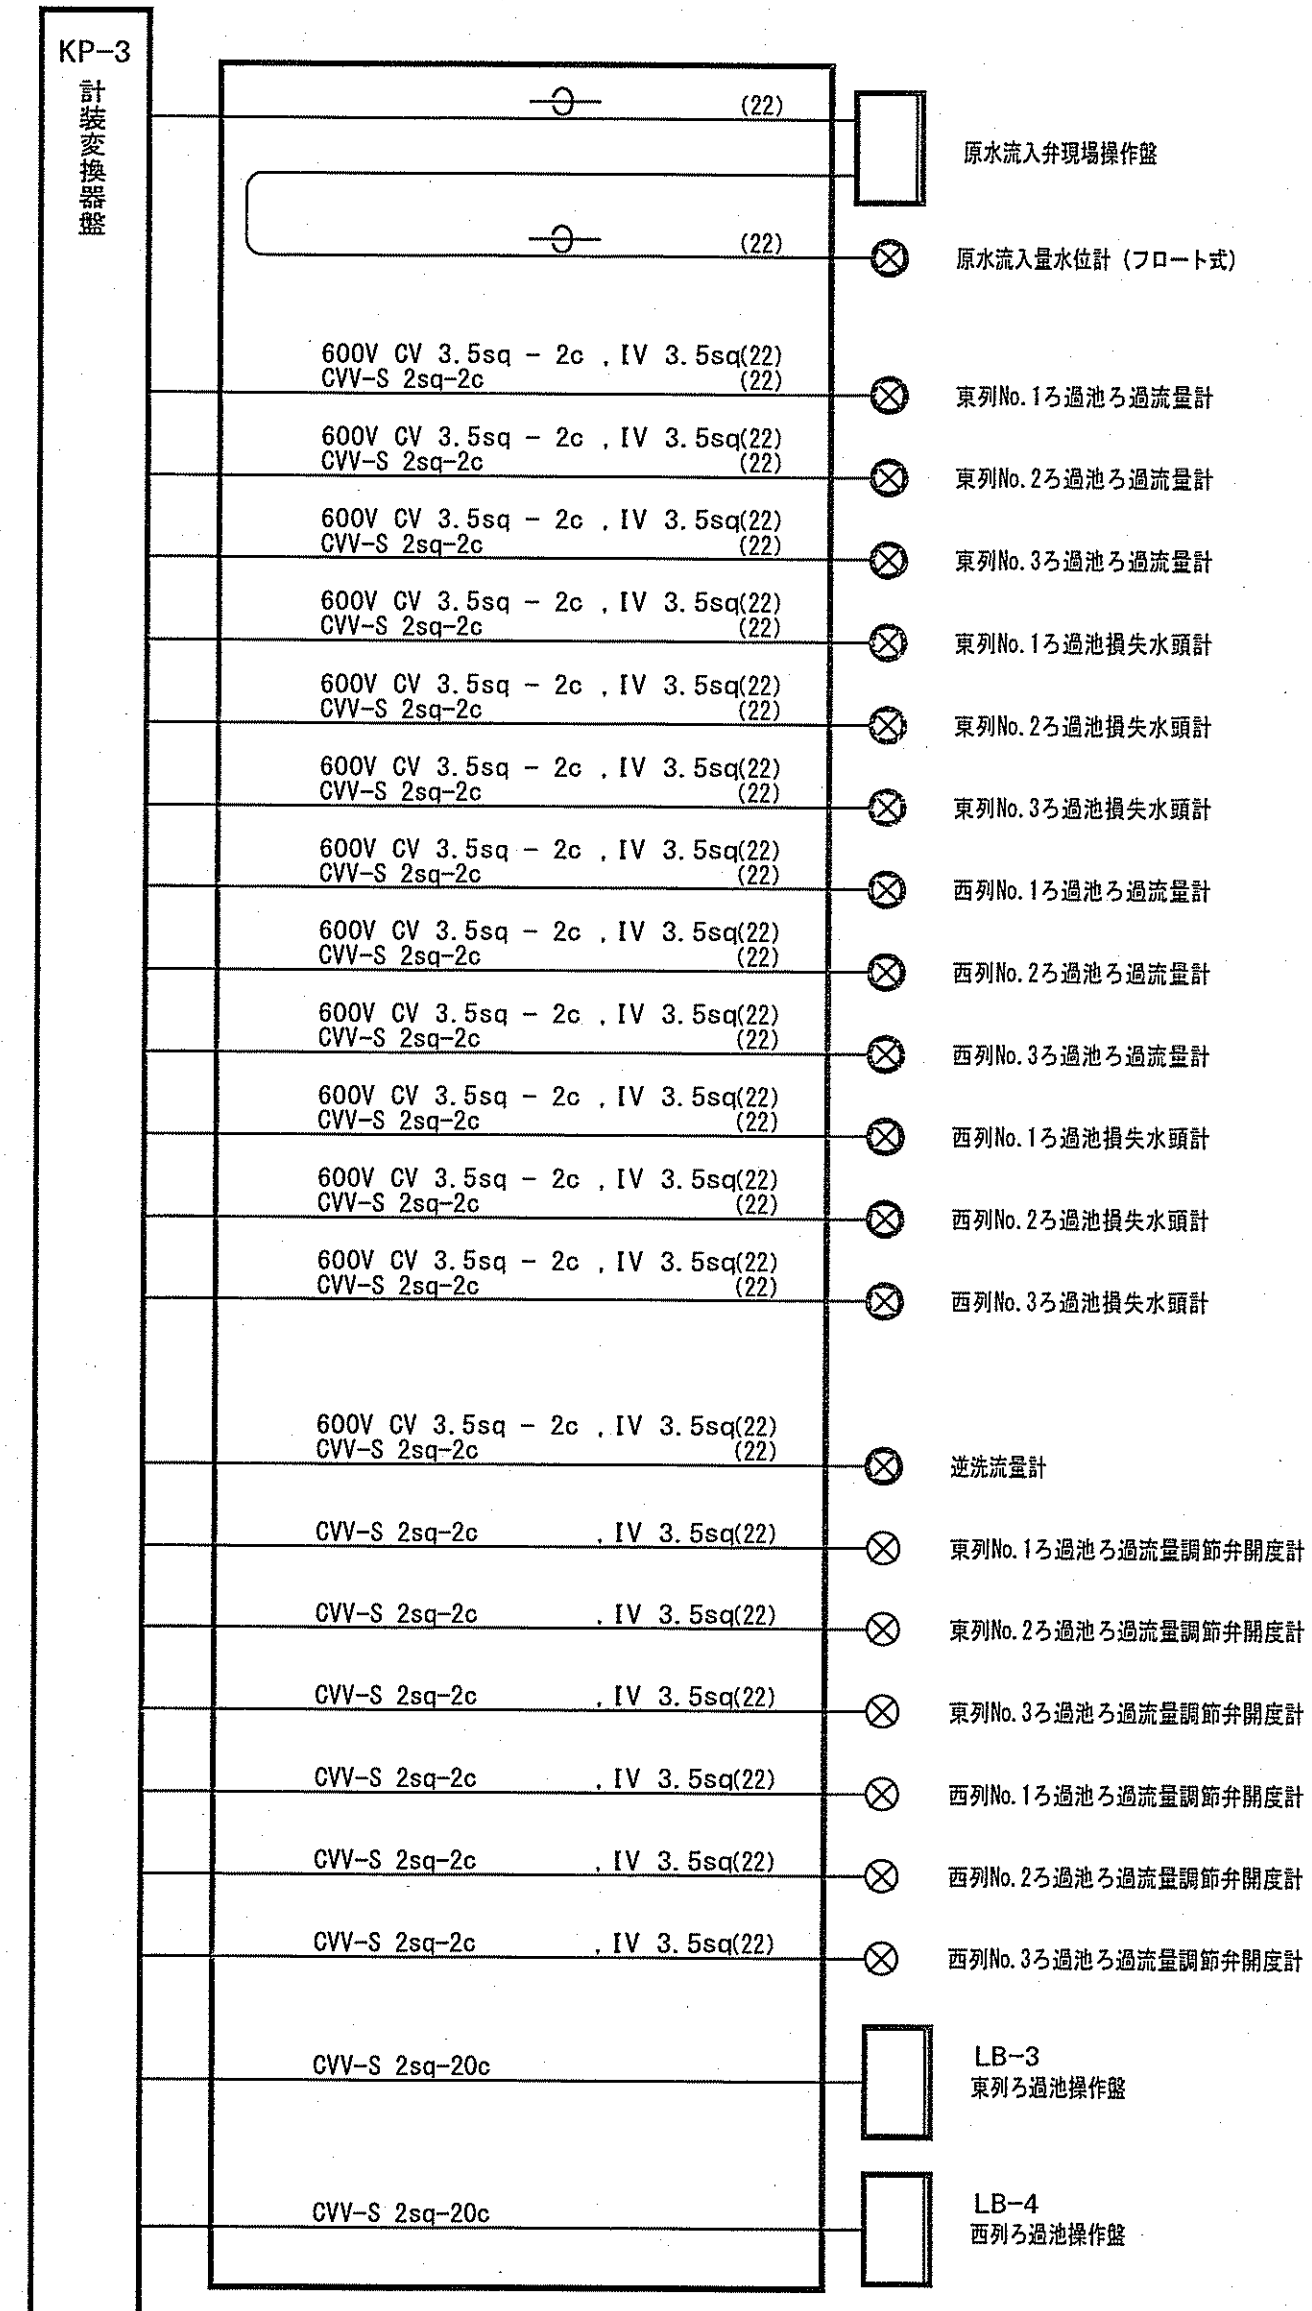 KP-3
計装変換器盤
(22)
原水流入弁現場操作盤
(22)
原水流入量水位計 (フロート式)
600V CV 3.5sq - 2c , IV 3.5sq(22)
CVV-S 2sq-2c (22)
東列No.1ろ過池ろ過流量計
600V CV 3.5sq - 2c , IV 3.5sq(22)
CVV-S 2sq-2c (22)
東列No.2ろ過池ろ過流量計
600V CV 3.5sq - 2c , IV 3.5sq(22)
CVV-S 2sq-2c (22)
東列No.3ろ過池ろ過流量計
600V CV 3.5sq - 2c , IV 3.5sq(22)
CVV-S 2sq-2c (22)
東列No.1ろ過池損失水頭計
600V CV 3.5sq - 2c , IV 3.5sq(22)
CVV-S 2sq-2c (22)
東列No.2ろ過池損失水頭計
600V CV 3.5sq - 2c , IV 3.5sq(22)
CVV-S 2sq-2c (22)
東列No.3ろ過池損失水頭計
600V CV 3.5sq - 2c , IV 3.5sq(22)
CVV-S 2sq-2c (22)
西列No.1ろ過池ろ過流量計
600V CV 3.5sq - 2c , IV 3.5sq(22)
CVV-S 2sq-2c (22)
西列No.2ろ過池ろ過流量計
600V CV 3.5sq - 2c , IV 3.5sq(22)
CVV-S 2sq-2c (22)
西列No.3ろ過池ろ過流量計
600V CV 3.5sq - 2c , IV 3.5sq(22)
CVV-S 2sq-2c (22)
西列No.1ろ過池損失水頭計
600V CV 3.5sq - 2c , IV 3.5sq(22)
CVV-S 2sq-2c (22)
西列No.2ろ過池損失水頭計
600V CV 3.5sq - 2c , IV 3.5sq(22)
CVV-S 2sq-2c (22)
西列No.3ろ過池損失水頭計
600V CV 3.5sq - 2c , IV 3.5sq(22)
CVV-S 2sq-2c (22)
逆洗流量計
CVV-S 2sq-2c , IV 3.5sq(22)
東列No.1ろ過池ろ過流量調節弁開度計
CVV-S 2sq-2c , IV 3.5sq(22)
東列No.2ろ過池ろ過流量調節弁開度計
CVV-S 2sq-2c , IV 3.5sq(22)
東列No.3ろ過池ろ過流量調節弁開度計
CVV-S 2sq-2c , IV 3.5sq(22)
西列No.1ろ過池ろ過流量調節弁開度計
CVV-S 2sq-2c , IV 3.5sq(22)
西列No.2ろ過池ろ過流量調節弁開度計
CVV-S 2sq-2c , IV 3.5sq(22)
西列No.3ろ過池ろ過流量調節弁開度計
CVV-S 2sq-20c
LB-3
東列ろ過池操作盤
CVV-S 2sq-20c
LB-4
西列ろ過池操作盤